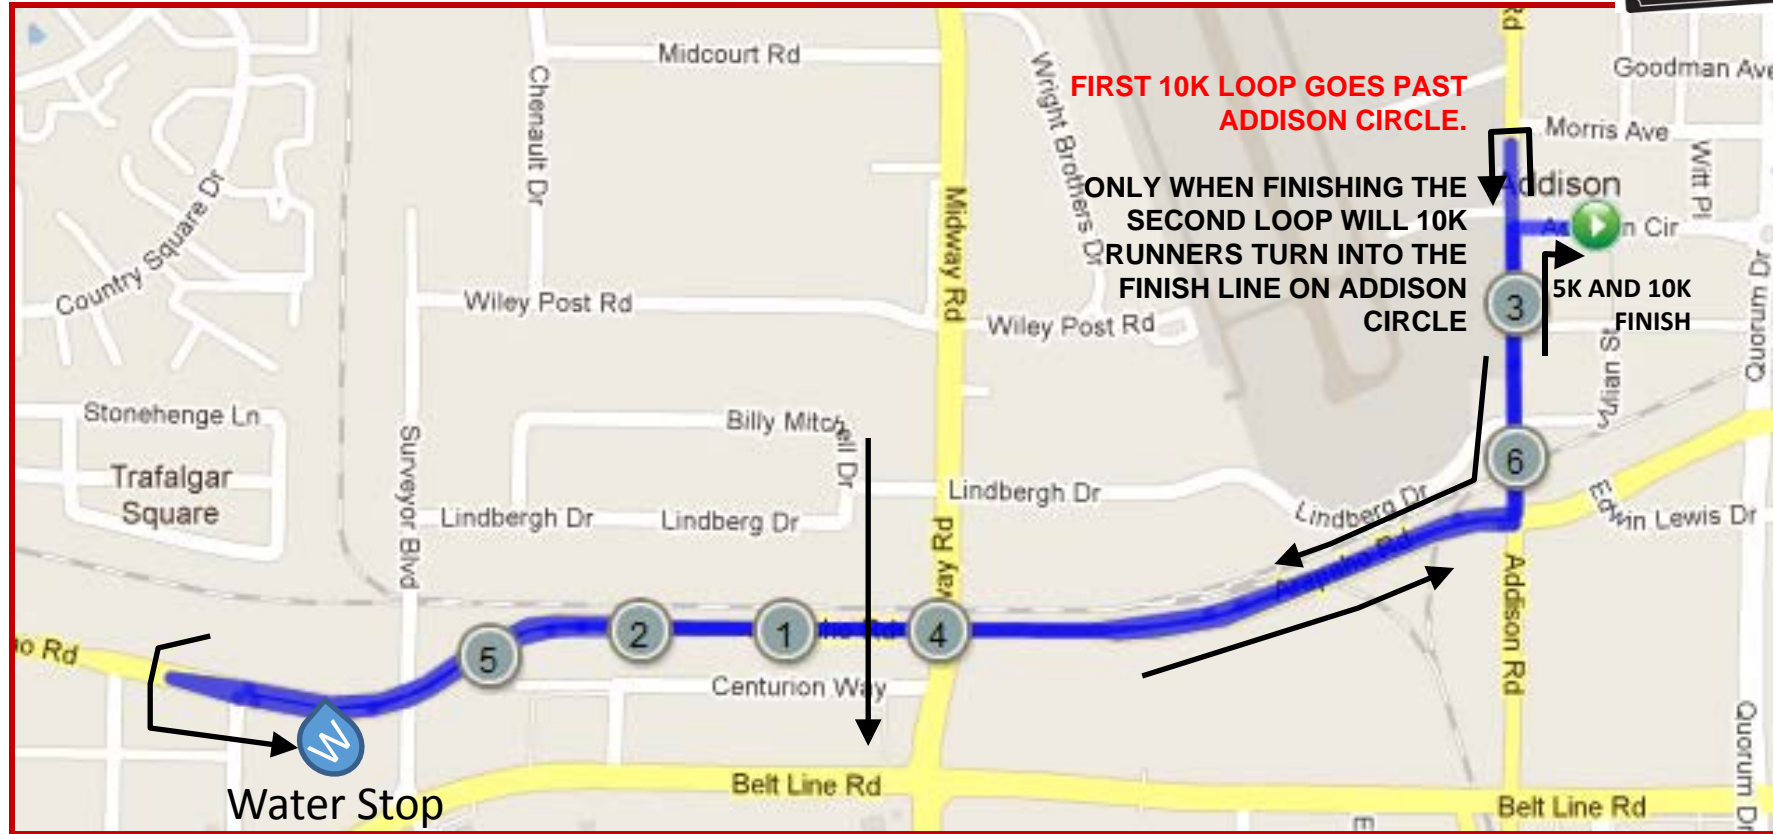 Rd
Midcourt Rd
Goodman Ave
Chenault Dr
Wright Brothers Dr
FIRST 10K LOOP GOES PAST
ADDISON CIRCLE.
Morris Ave
Witt Pl
Country Square Dr
Midway Rd
ONLY WHEN FINISHING THE
SECOND LOOP WILL 10K
RUNNERS TURN INTO THE
FINISH LINE ON ADDISON
CIRCLE
Addison
Cir
Quorum Dr
5K AND 10K
FINISH
3
Wiley Post Rd
Wiley Post Rd
Stonehenge Ln
Billy Mitchell Dr
Trafalgar
Square
Surveyor Blvd
Lindbergh Dr
Lindberg Dr
Lindbergh Dr
Lindberg Dr
6
Lewis Dr
Addison Rd
5
2
1
4
Centurion Way
W
Water Stop
Belt Line Rd
Belt Line Rd
Quorum Dr